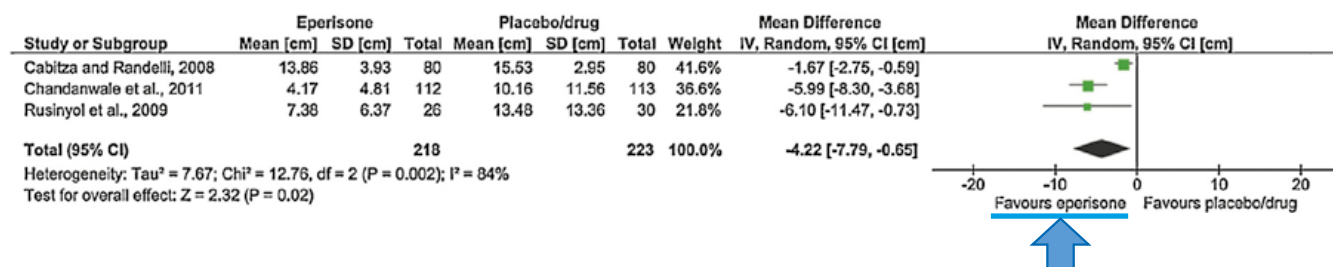 Eperisone Placebo/drug Mean Difference Mean Difference
Study or Subgroup Mean [cm] SD [cm] Total Mean [cm] SD [cm] Total Weight IV, Random, 95% CI [cm] IV, Random, 95% CI [cm]
Cabitza and Randelli, 2008 13.86 3.93 80 15.53 2.95 80 41.6% -1.67 [-2.75, -0.59]
Chandanwale et al., 2011 4.17 4.81 112 10.16 11.56 113 36.6% -5.99 [-8.30, -3.68]
Rusinyol et al., 2009 7.38 6.37 26 13.48 13.36 30 21.8% -6.10 [-11.47, -0.73]
Total (95% CI) 218 223 100.0% -4.22 [-7.79, -0.65]
Heterogeneity: Tau² = 7.67; Chi² = 12.76, df = 2 (P = 0.002); I² = 84%
Test for overall effect: Z = 2.32 (P = 0.02)
-20 -10 0 10 20
Favours eperisone Favours placebo/drug